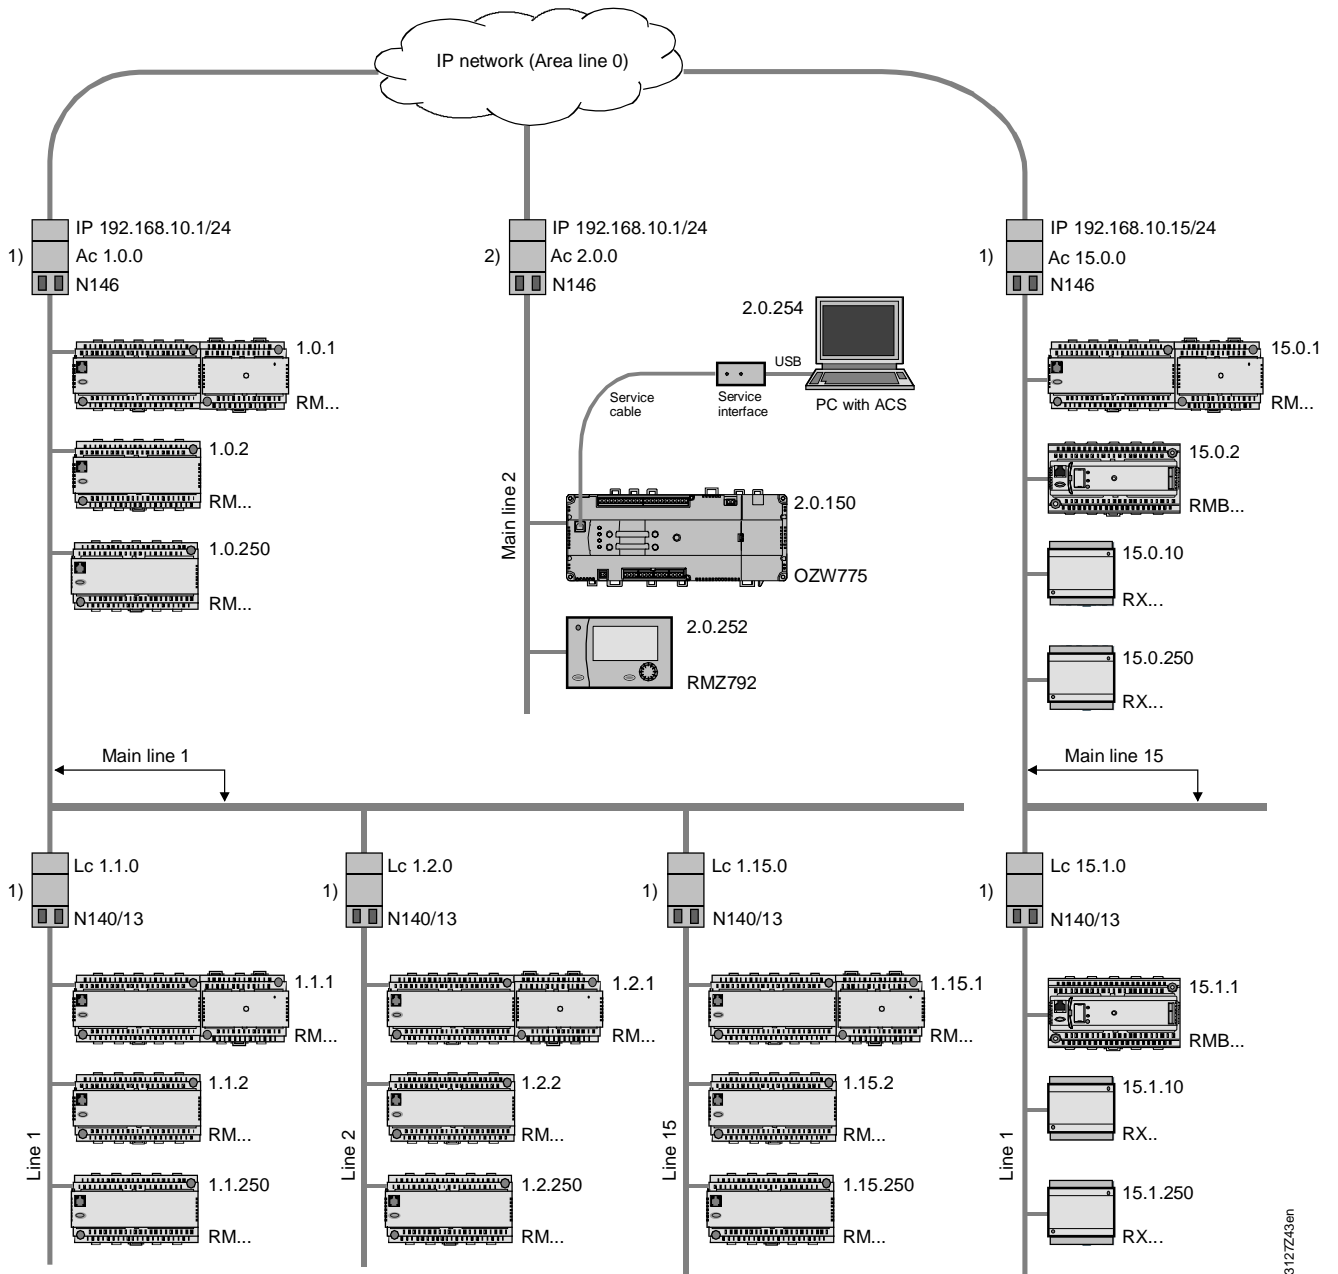 IP network (Area line 0)
IP 192.168.10.1/24
1)
Ac 1.0.0
N146
IP 192.168.10.1/24
2)
Ac 2.0.0
N146
IP 192.168.10.15/24
1)
Ac 15.0.0
N146
1.0.1
RM...
1.0.2
RM...
1.0.250
RM...
2.0.254
USB
Service
cable
Service
interface
PC with ACS
Main line 2
2.0.150
OZW775
2.0.252
RMZ792
15.0.1
RM...
15.0.2
RMB...
15.0.10
RX...
15.0.250
RX...
Main line 1
Main line 15
Lc 1.1.0
1)
N140/13
Lc 1.2.0
1)
N140/13
Lc 1.15.0
1)
N140/13
Lc 15.1.0
1)
N140/13
1.1.1
RM...
1.1.2
RM...
Line 1
1.1.250
RM...
1.2.1
RM...
1.2.2
RM...
Line 2
1.2.250
RM...
1.15.1
RM...
1.15.2
RM...
Line 15
1.15.250
RM...
15.1.1
RMB...
15.1.10
RX..
Line 1
15.1.250
RX...
3127Z43en